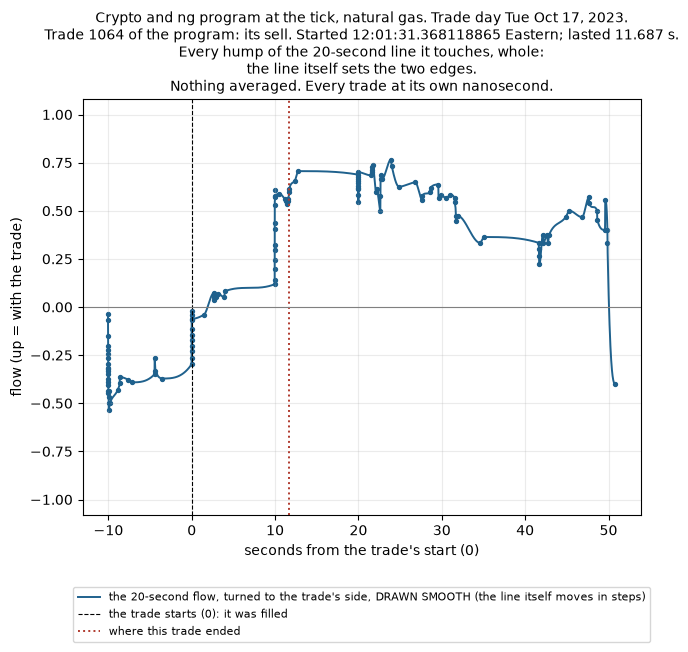 Crypto and ng program at the tick, natural gas. Trade day Tue Oct 17, 2023.
Trade 1064 of the program: its sell. Started 12:01:31.368118865 Eastern; lasted 11.687 s.
Every hump of the 20-second line it touches, whole:
the line itself sets the two edges.
Nothing averaged. Every trade at its own nanosecond.
1.00
0.75
0.50
0.25
0.00
−0.25
−0.50
−0.75
−1.00
flow (up = with the trade)
−10
0
10
20
30
40
50
seconds from the trade's start (0)
the 20-second flow, turned to the trade's side, DRAWN SMOOTH (the line itself moves in steps)
the trade starts (0): it was filled
where this trade ended